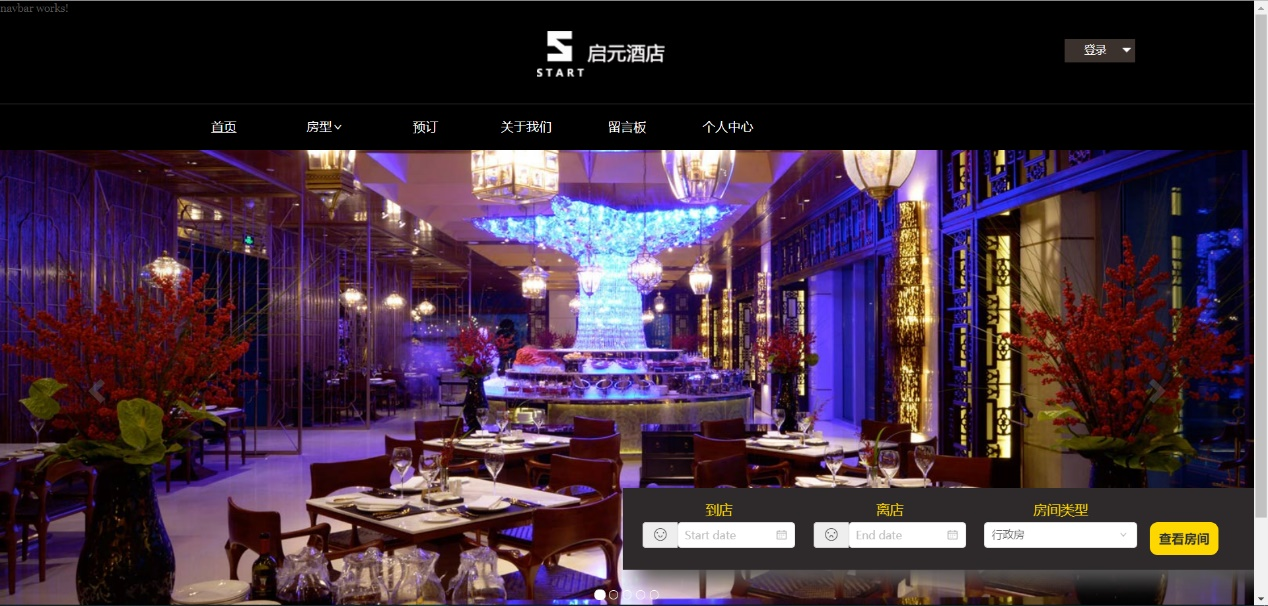 navbar works!
启元酒店
START
登录
首页 房型 预订 关于我们 留言板 个人中心
到店 离店 房间类型
Start date End date 行政房 查看房间